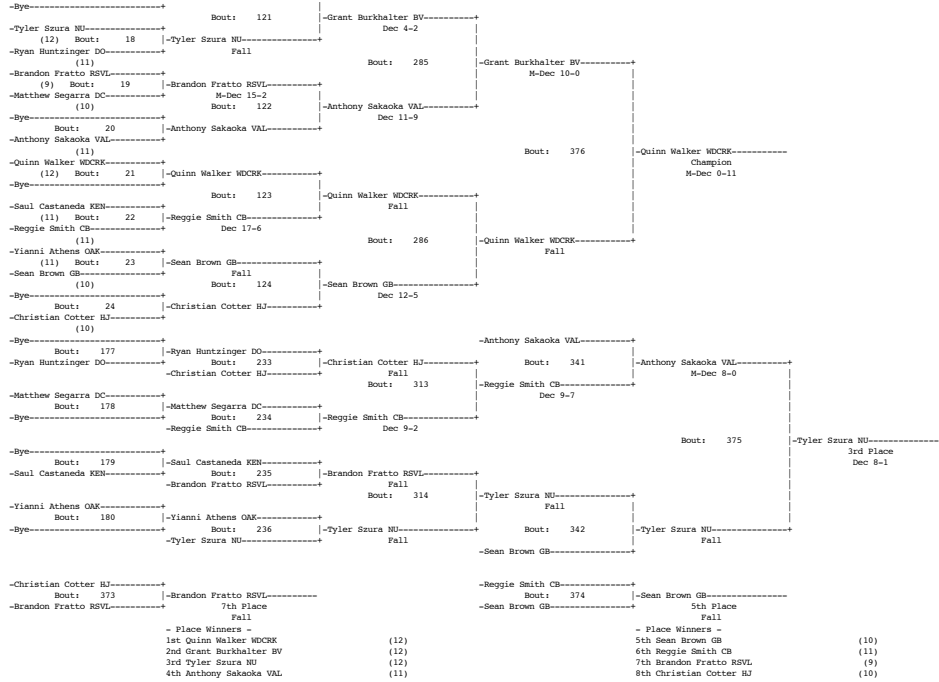 -Bye-----------------------+
Bout: 121 |-Grant Burkhalter BV---------+
-Tyler Szura NU------------+ Dec 4-2
(12) Bout: 18 |-Tyler Szura NU------------+
-Ryan Huntzinger DO-----------+ Fall
(11) Bout: 285 |-Grant Burkhalter BV---------+
-Brandon Fratto RSVL----------+ M-Dec 10-0
(9) Bout: 19 |-Brandon Fratto RSVL--------+
-Matthew Segarra DC-----------+ M-Dec 15-2
(10) Bout: 122 |-Anthony Sakaoka VAL---------+
-Bye-----------------------+ Dec 11-9
Bout: 20 |-Anthony Sakaoka VAL---------+
-Anthony Sakaoka VAL---------+
(11) Bout: 376 |-Quinn Walker WDCRK-----------
-Quinn Walker WDCRK-----------+ Champion
(12) Bout: 21 |-Quinn Walker WDCRK-----------+ M-Dec 0-11
-Bye-----------------------+
Bout: 123 |-Quinn Walker WDCRK-----------+
-Saul Castaneda KEN-----------+ Fall
(11) Bout: 22 |-Reggie Smith CB------------+
-Reggie Smith CB------------+ Dec 17-6
(11) Bout: 286 |-Quinn Walker WDCRK-----------+
-Yianni Athens OAK-----------+ Fall
(11) Bout: 23 |-Sean Brown GB--------------+
-Sean Brown GB--------------+ Fall
(10) Bout: 124 |-Sean Brown GB--------------+
-Bye-----------------------+ Dec 12-5
Bout: 24 |-Christian Cotter HJ---------+
-Christian Cotter HJ---------+
(10)
-Bye-----------------------+ -Anthony Sakaoka VAL---------+
Bout: 177 |-Ryan Huntzinger DO-----------+
-Ryan Huntzinger DO-----------+ Bout: 233 |-Christian Cotter HJ---------+ Bout: 341 |-Anthony Sakaoka VAL---------+
-Christian Cotter HJ---------+ Fall M-Dec 8-0
Bout: 313 |-Reggie Smith CB------------+
-Matthew Segarra DC-----------+ Dec 9-7
Bout: 178 |-Matthew Segarra DC-----------+
-Bye-----------------------+ Bout: 234 |-Reggie Smith CB------------+
-Reggie Smith CB------------+ Dec 9-2
Bout: 375 |-Tyler Szura NU--------------
-Bye-----------------------+ 3rd Place
Bout: 179 |-Saul Castaneda KEN-----------+ Dec 8-1
-Saul Castaneda KEN-----------+ Bout: 235 |-Brandon Fratto RSVL--------+
-Brandon Fratto RSVL--------+ Fall
Bout: 314 |-Tyler Szura NU------------+
-Yianni Athens OAK-----------+ Fall
Bout: 180 |-Yianni Athens OAK-----------+
-Bye-----------------------+ Bout: 236 |-Tyler Szura NU------------+ Bout: 342 |-Tyler Szura NU------------+
-Tyler Szura NU------------+ Fall Fall
-Sean Brown GB--------------+
-Christian Cotter HJ---------+ -Reggie Smith CB------------+
Bout: 373 |-Brandon Fratto RSVL---------- Bout: 374 |-Sean Brown GB---------------
-Brandon Fratto RSVL----------+ 7th Place -Sean Brown GB--------------+ 5th Place
Fall Fall
- Place Winners - - Place Winners -
1st Quinn Walker WDCRK (12) 5th Sean Brown GB (10)
2nd Grant Burkhalter BV (12) 6th Reggie Smith CB (11)
3rd Tyler Szura NU (12) 7th Brandon Fratto RSVL (9)
4th Anthony Sakaoka VAL (11) 8th Christian Cotter HJ (10)